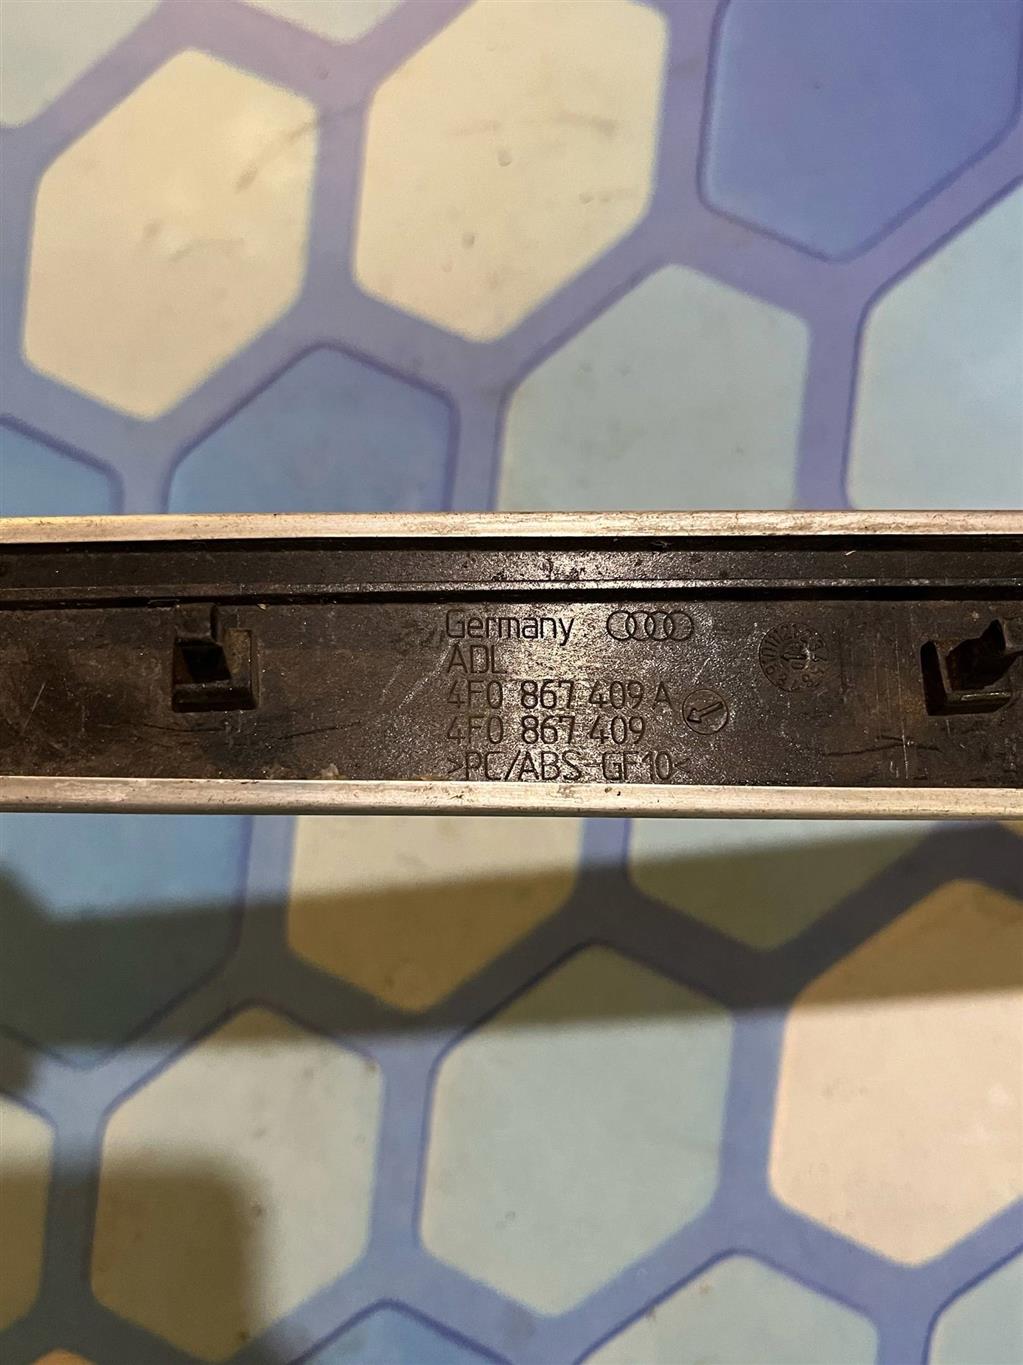 Germany
ADL
4F0 867 409 A
4F0 867 409
>PC/ABS-GF10<